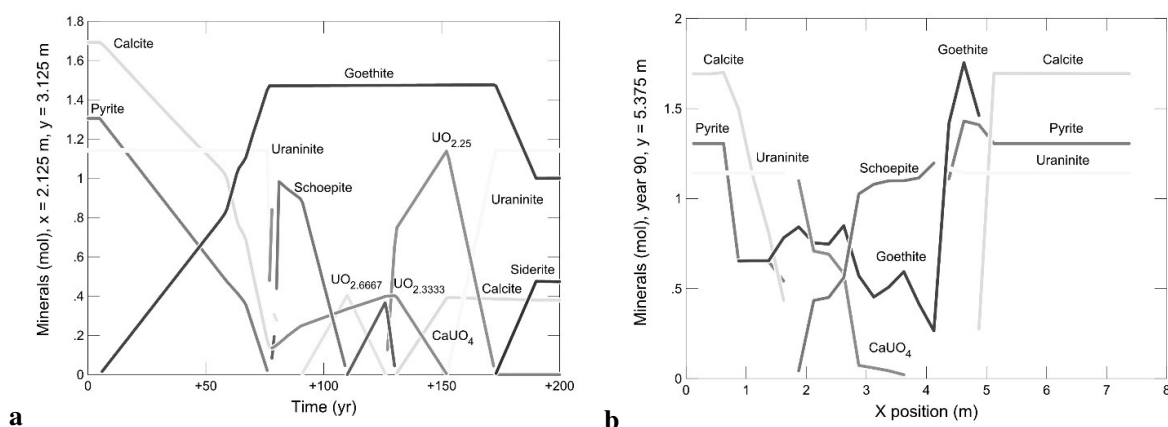 Minerals (mol), x = 2.125 m, y = 3.125 m
1.8
1.6
1.4
1.2
1
.8
.6
.4
.2
0
Calcite
Pyrite
Goethite
Uraninite
UO2.25
Schoepite
Uraninite
UO2.6667
UO2.3333
Siderite
Calcite
CaUO4
0
+50
+100
+150
+200
Time (yr)
a
Minerals (mol), year 90, y = 5.375 m
2
1.5
1
.5
0
Calcite
Goethite
Calcite
Pyrite
Uraninite
Schoepite
Pyrite
Uraninite
Goethite
CaUO4
0
1
2
3
4
5
6
7
8
X position (m)
b